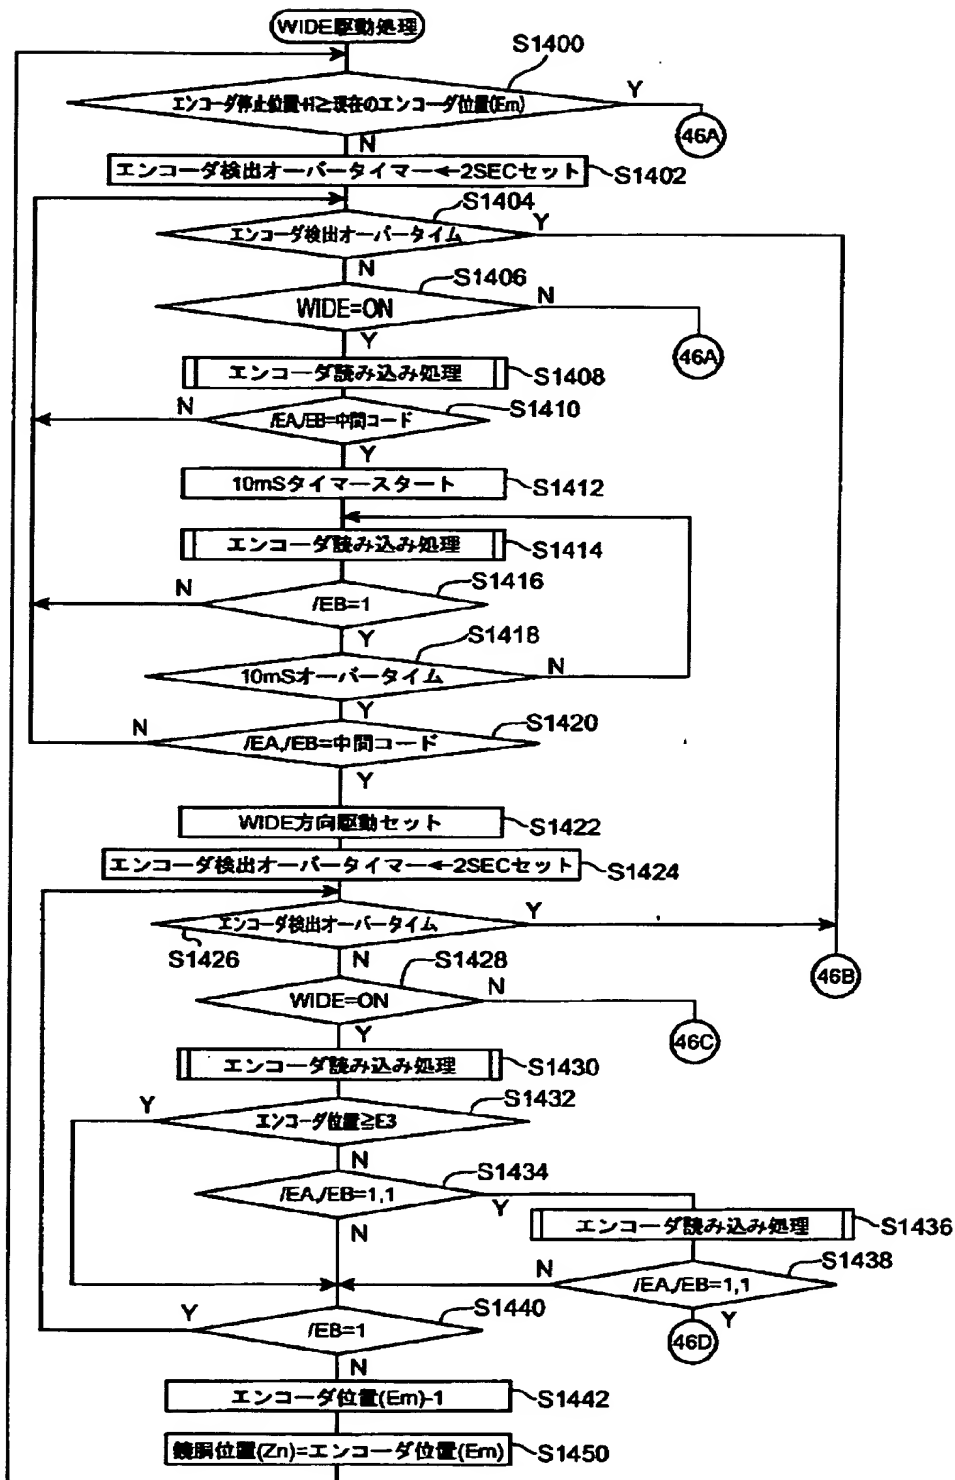 WIDE駆動処理
S1400
エンコーダ停止位置+H≧現在のエンコーダ位置(Em)
Y
46A
N
エンコーダ検出オーバータイマー←2SECセット
S1402
S1404
エンコーダ検出オーバータイム
Y
N
S1406
WIDE=ON
N
46A
Y
エンコーダ読み込み処理
S1408
N
S1410
/EA,/EB=中間コード
Y
10mSタイマースタート
S1412
エンコーダ読み込み処理
S1414
N
S1416
/EB=1
Y
S1418
10mSオーバータイム
N
Y
N
S1420
/EA,/EB=中間コード
Y
WIDE方向駆動セット
S1422
エンコーダ検出オーバータイマー←2SECセット
S1424
エンコーダ検出オーバータイム
Y
S1426
N
46B
S1428
WIDE=ON
N
46C
Y
エンコーダ読み込み処理
S1430
Y
S1432
エンコーダ位置≧E3
N
S1434
/EA,/EB=1,1
Y
N
エンコーダ読み込み処理
S1436
S1438
N
/EA,/EB=1,1
Y
46D
Y
S1440
/EB=1
N
エンコーダ位置(Em)-1
S1442
鏡胴位置(Zn)=エンコーダ位置(Em)
S1450